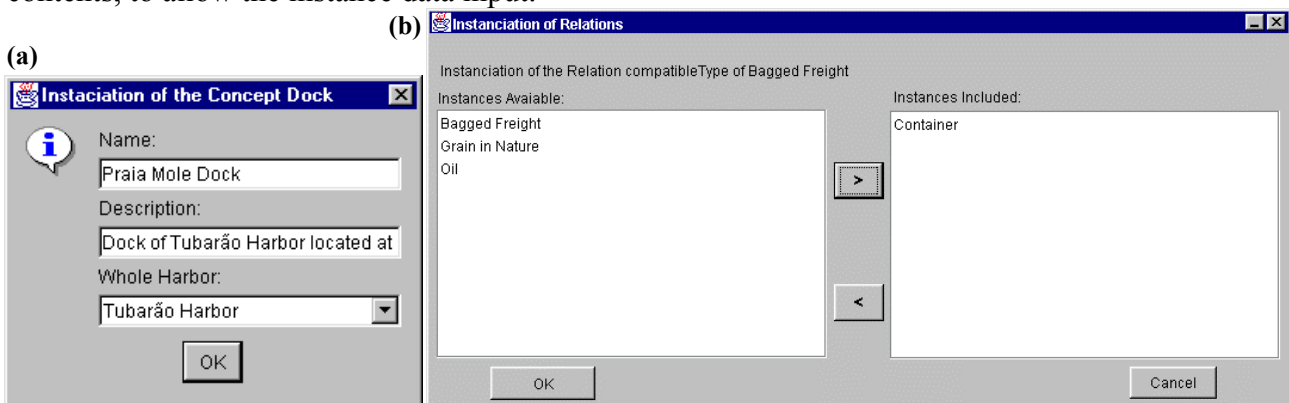 contents, to allow the instance data input.
(a)
Instaciation of the Concept Dock
Name:
Praia Mole Dock
Description:
Dock of Tubarão Harbor located at
Whole Harbor:
Tubarão Harbor
OK
(b)
Instanciation of Relations
Instanciation of the Relation compatibleType of Bagged Freight
Instances Avaiable:
Bagged Freight
Grain in Nature
Oil
>
<
Instances Included:
Container
OK
Cancel